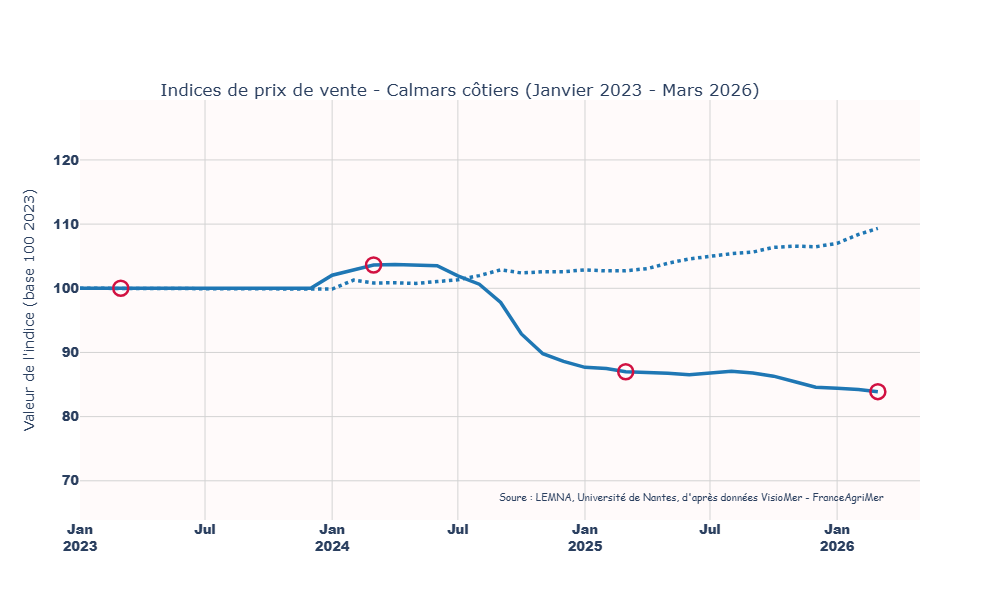 Indices de prix de vente - Calmars côtiers (Janvier 2023 - Mars 2026)
Valeur de l'indice (base 100 2023)
120
110
100
90
80
70
Soure : LEMNA, Université de Nantes, d'après données VisioMer - FranceAgriMer
Jan Jul Jan Jul Jan Jul Jan
2023 2024 2025 2026